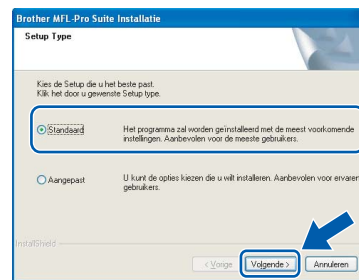 Brother MFL-Pro Suite Installatie
Setup Type
Kies de Setup die u het beste past.
Klik het door u gewenste Setup type.
Standaard
Het programma zal worden geïnstalleerd met de meest voorkomende
instellingen. Aanbevolen voor de meeste gebruikers.
Aangepast
U kunt de opties kiezen die u wilt installeren. Aanbevolen voor ervaren
gebruikers.
InstallShield
< Vorige
Volgende >
Annuleren